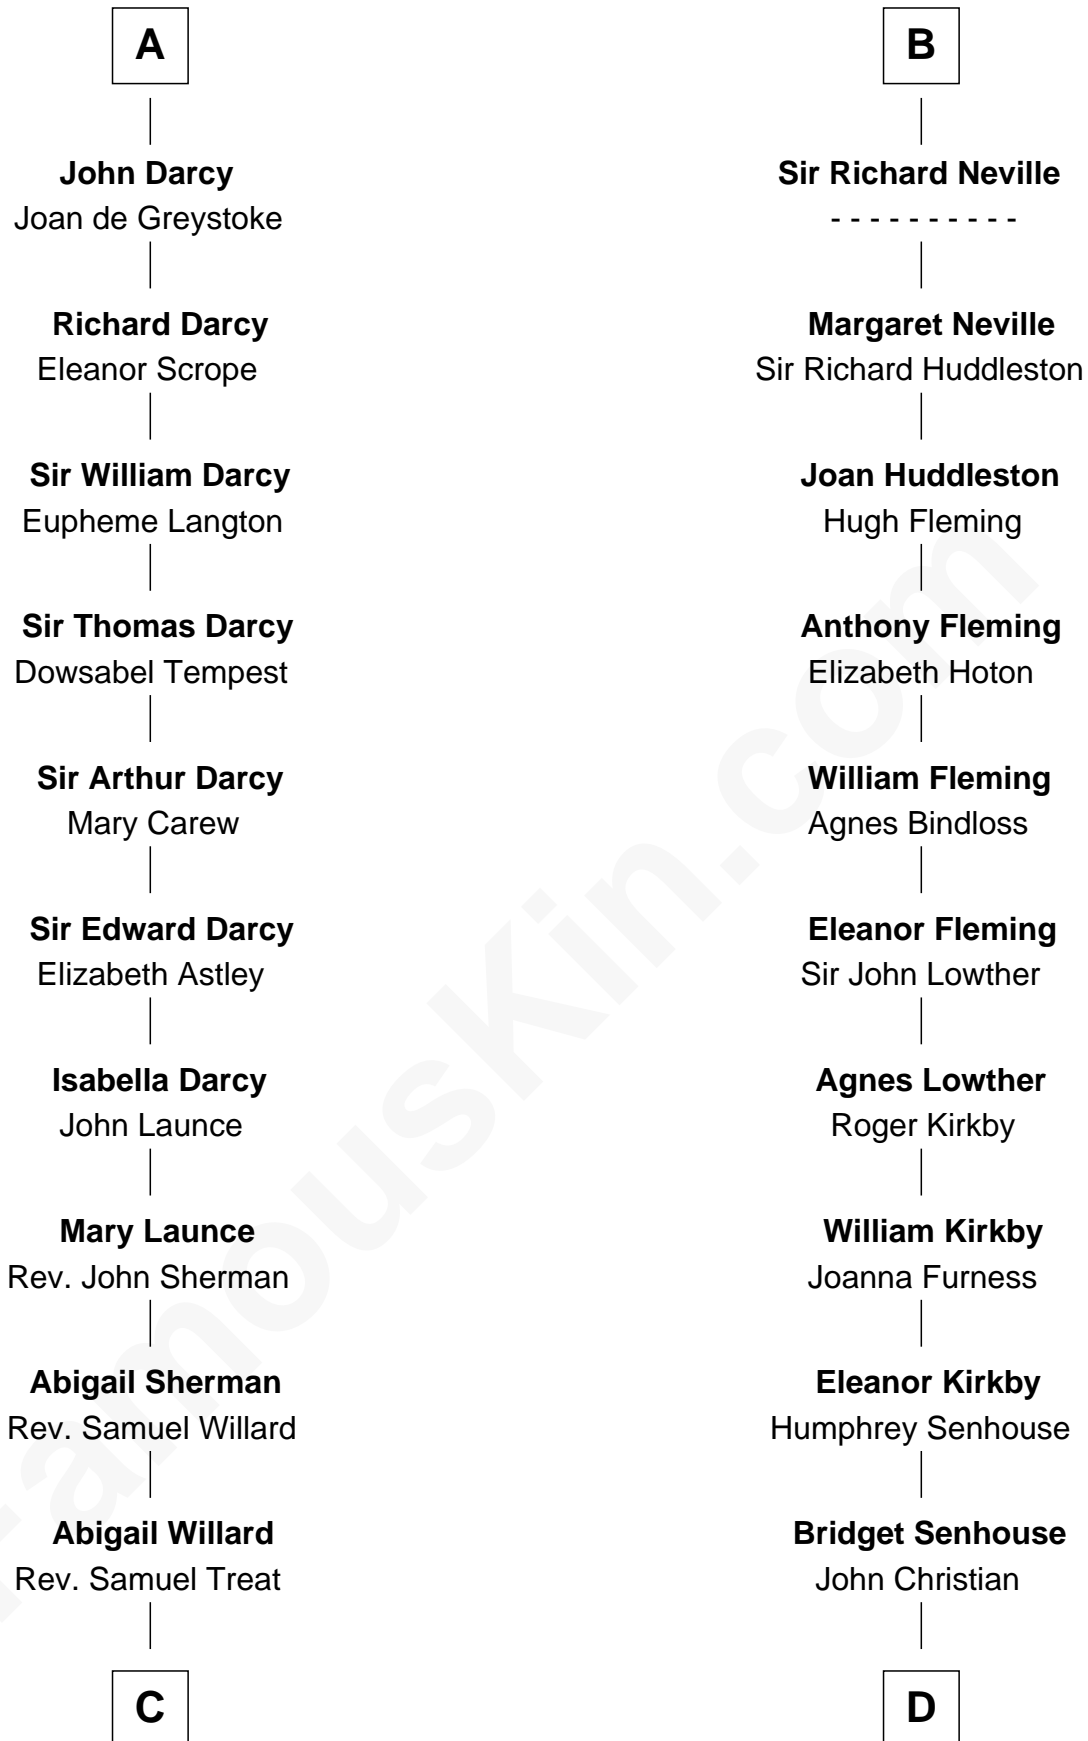 A
John Darcy
Joan de Greystoke
Richard Darcy
Eleanor Scrope
Sir William Darcy
Eupheme Langton
Sir Thomas Darcy
Dowsabel Tempest
Sir Arthur Darcy
Mary Carew
Sir Edward Darcy
Elizabeth Astley
Isabella Darcy
John Launce
Mary Launce
Rev. John Sherman
Abigail Sherman
Rev. Samuel Willard
Abigail Willard
Rev. Samuel Treat
C
B
Sir Richard Neville
- - - - - - - - - -
Margaret Neville
Sir Richard Huddleston
Joan Huddleston
Hugh Fleming
Anthony Fleming
Elizabeth Hoton
William Fleming
Agnes Bindloss
Eleanor Fleming
Sir John Lowther
Agnes Lowther
Roger Kirkby
William Kirkby
Joanna Furness
Eleanor Kirkby
Humphrey Senhouse
Bridget Senhouse
John Christian
D
FamousKin.com